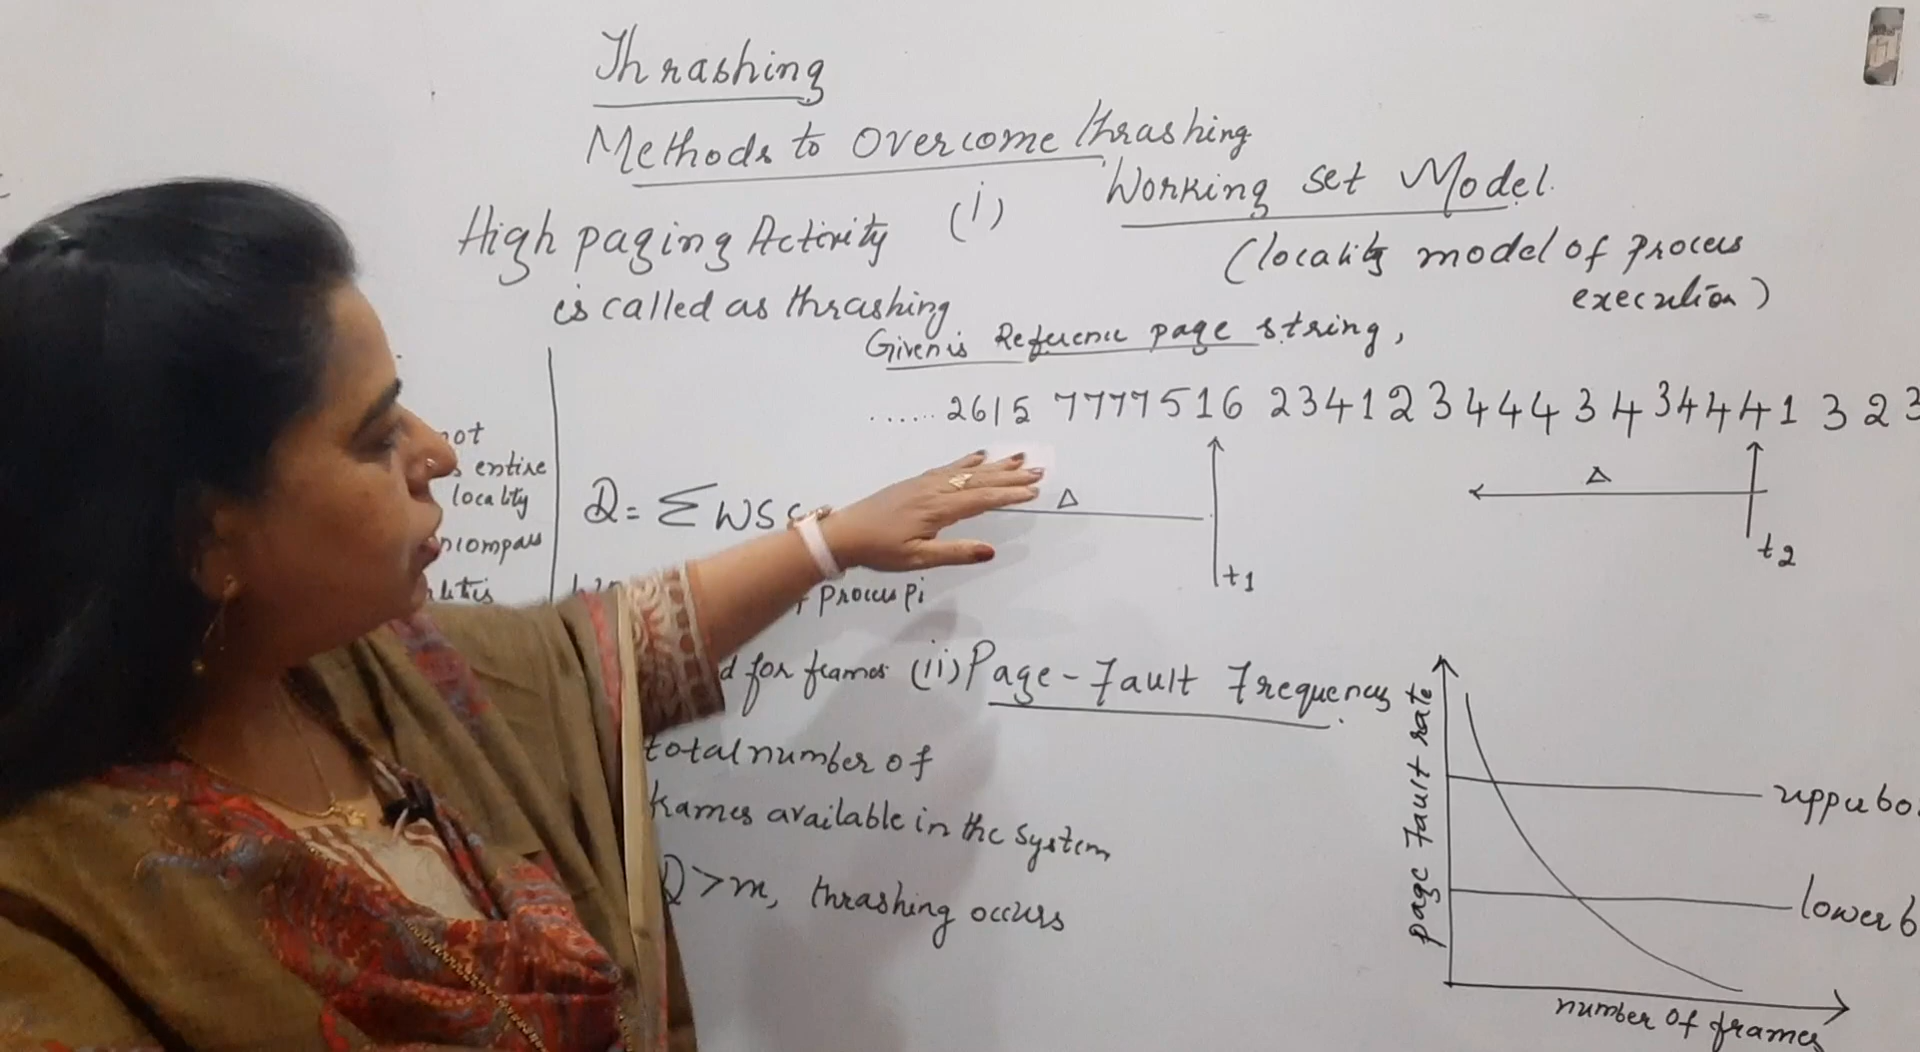 Thrashing
Methods to Overcome thrashing
High paging Activity
is called as thrashing
(i) Working set Model.
(locality model of process
execution)
Given is Reference page string,
...... 2615 7777516 2341234443434441323
Δ
t1
Δ
t2
not
entire
locality
D = Σ WSS
process Pi
for frames
total number of
frames available in the system
D > m, thrashing occurs
(ii) Page - Fault Frequency
page Fault rate
upper bo
lower b
number of frames